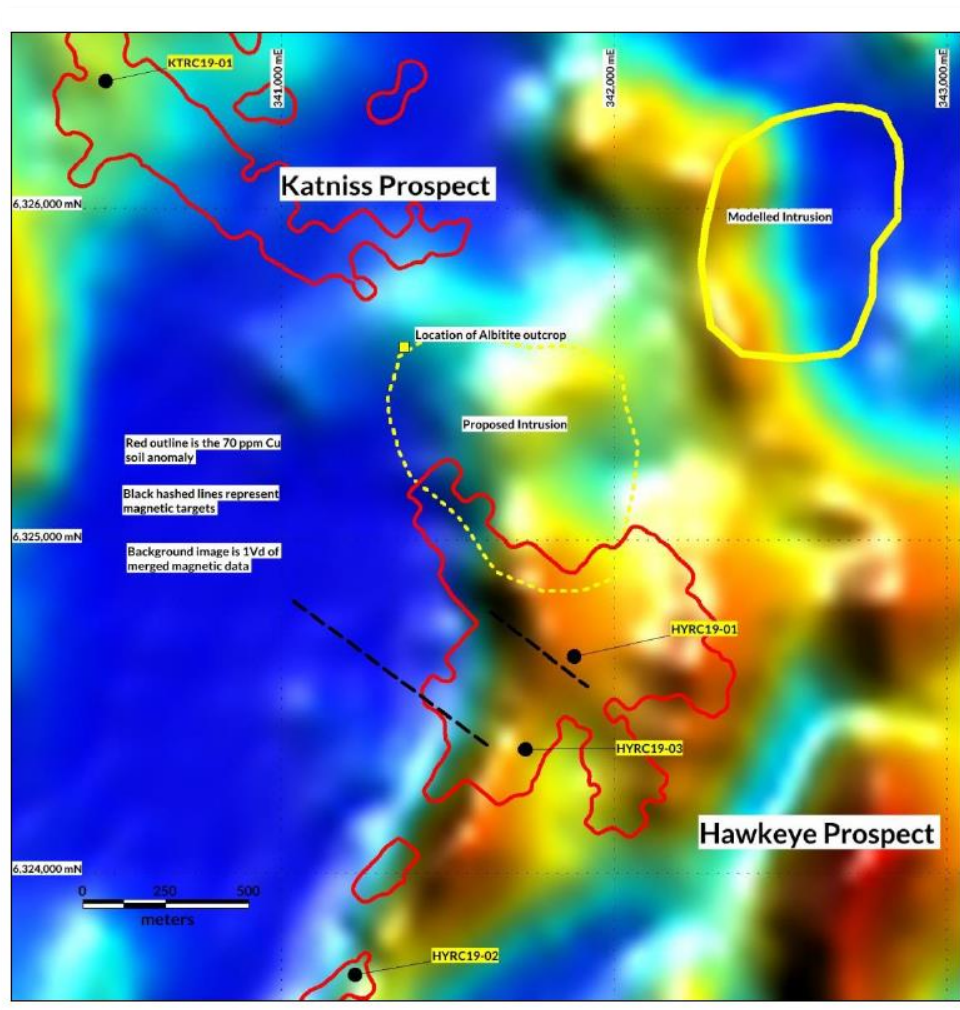 KTRC19-01
341,000 mE
342,000 mE
343,000 mE
Katniss Prospect
6,326,000 mN
Modelled Intrusion
Location of Albitite outcrop
Proposed Intrusion
Red outline is the 70 ppm Cu
soil anomaly
Black hashed lines represent
magnetic targets
Background image is 1Vd of
merged magnetic data
6,325,000 mN
HYRC19-01
HYRC19-03
Hawkeye Prospect
6,324,000 mN
0 250 500
meters
HYRC19-02